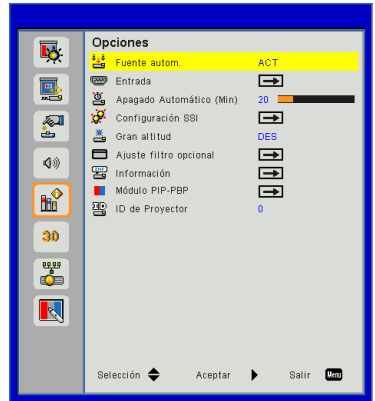 Opciones
Fuente autom. ACT
Entrada
Apagado Automático (Min) 20
Configuración SSI
Gran altitud DES
Ajuste filtro opcional
Información
Módulo PIP-PBP
ID de Proyector 0
3D
Selección Aceptar Salir Menu